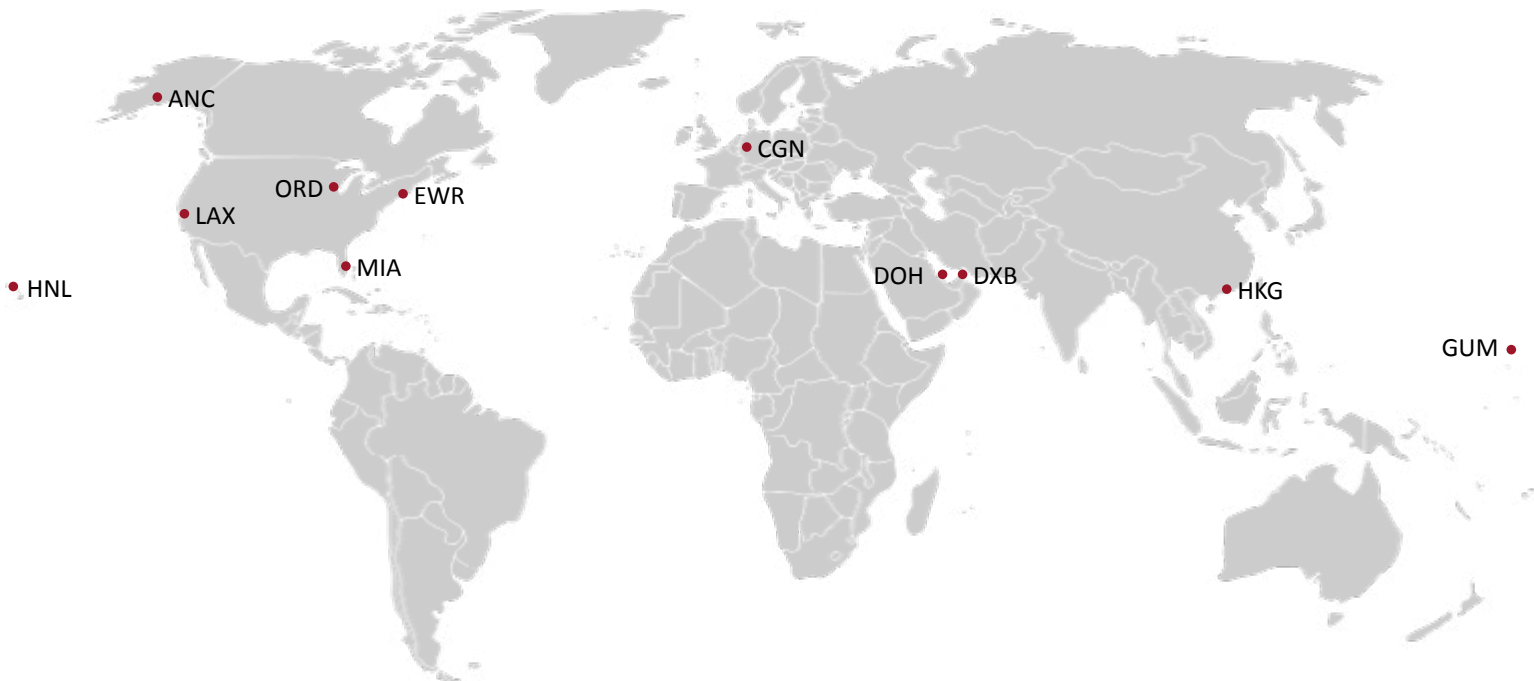 ANC
CGN
ORD
EWR
LAX
MIA
DOH
DXB
HNL
HKG
GUM